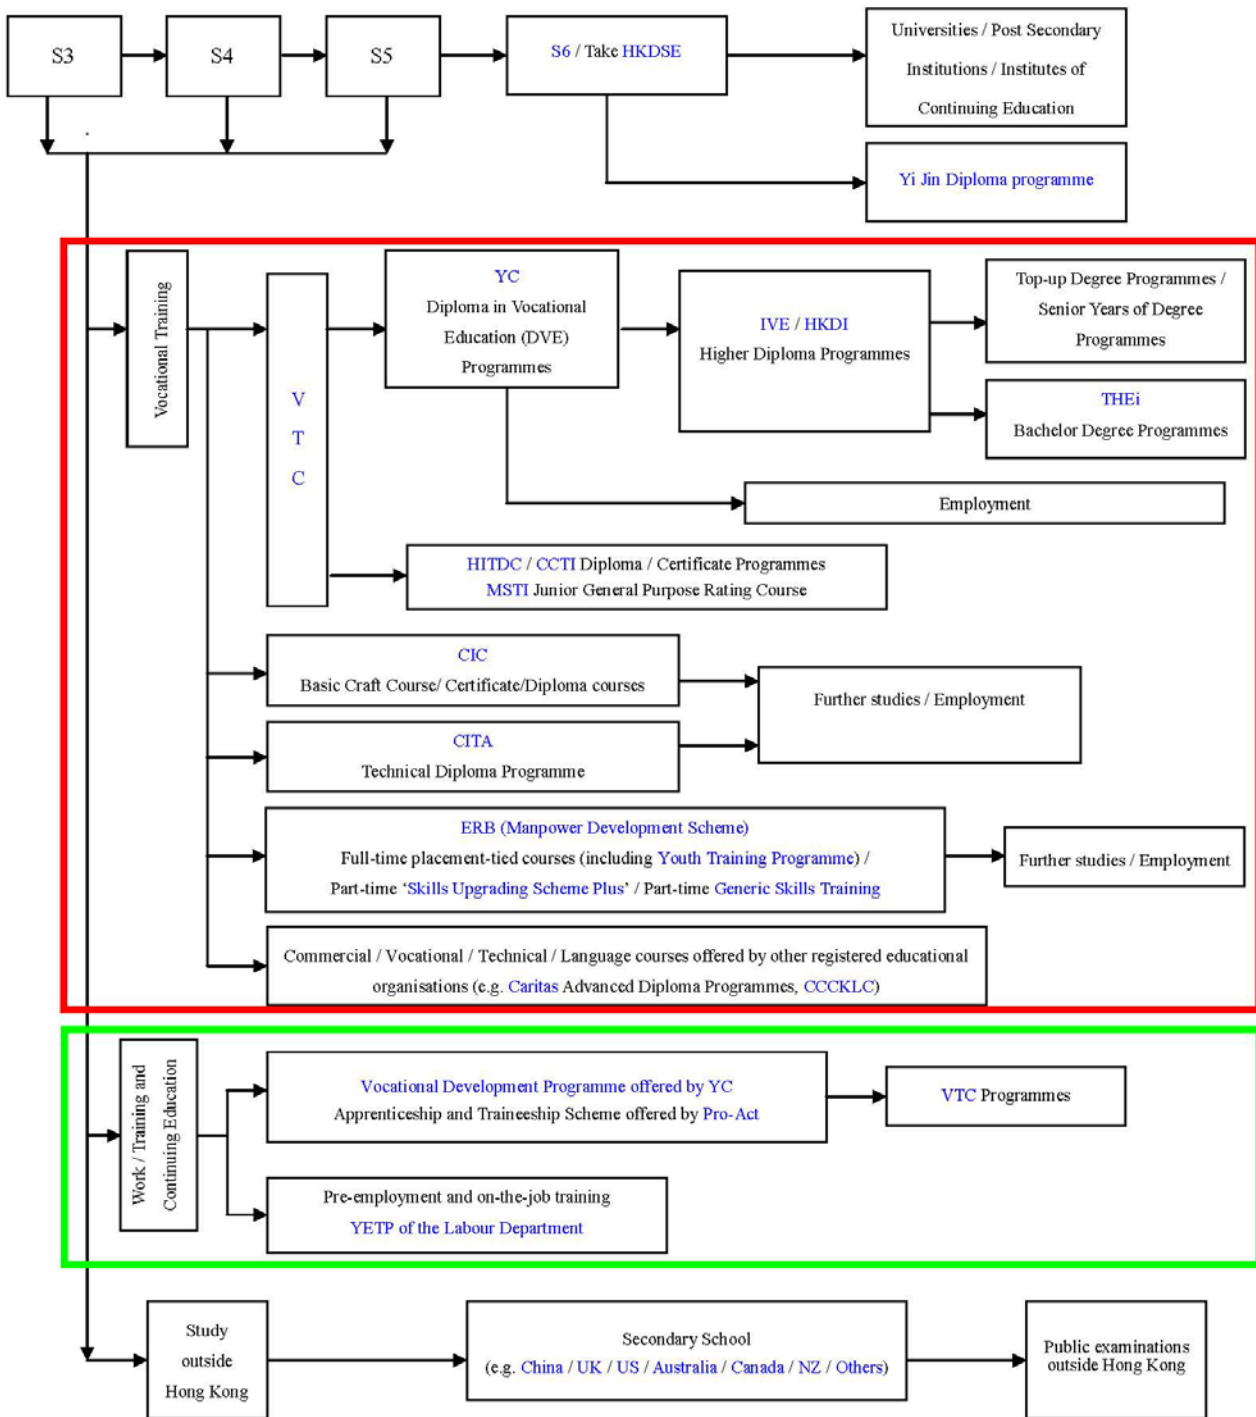 S3
S4
S5
S6 / Take HKDSE
Universities / Post Secondary
Institutions / Institutes of
Continuing Education
Yi Jin Diploma programme
Vocational Training
V
T
C
YC
Diploma in Vocational
Education (DVE)
Programmes
IVE / HKDI
Higher Diploma Programmes
Top-up Degree Programmes /
Senior Years of Degree
Programmes
THEi
Bachelor Degree Programmes
Employment
HITDC / CCTI Diploma / Certificate Programmes
MSTI Junior General Purpose Rating Course
CIC
Basic Craft Course/ Certificate/Diploma courses
CITA
Technical Diploma Programme
Further studies / Employment
ERB (Manpower Development Scheme)
Full-time placement-tied courses (including Youth Training Programme) /
Part-time ‘Skills Upgrading Scheme Plus’ / Part-time Generic Skills Training
Further studies / Employment
Commercial / Vocational / Technical / Language courses offered by other registered educational
organisations (e.g. Caritas Advanced Diploma Programmes, CCCKLC)
Work / Training and
Continuing Education
Vocational Development Programme offered by YC
Apprenticeship and Traineeship Scheme offered by Pro-Act
VTC Programmes
Pre-employment and on-the-job training
YETP of the Labour Department
Study
outside
Hong Kong
Secondary School
(e.g. China / UK / US / Australia / Canada / NZ / Others)
Public examinations
outside Hong Kong